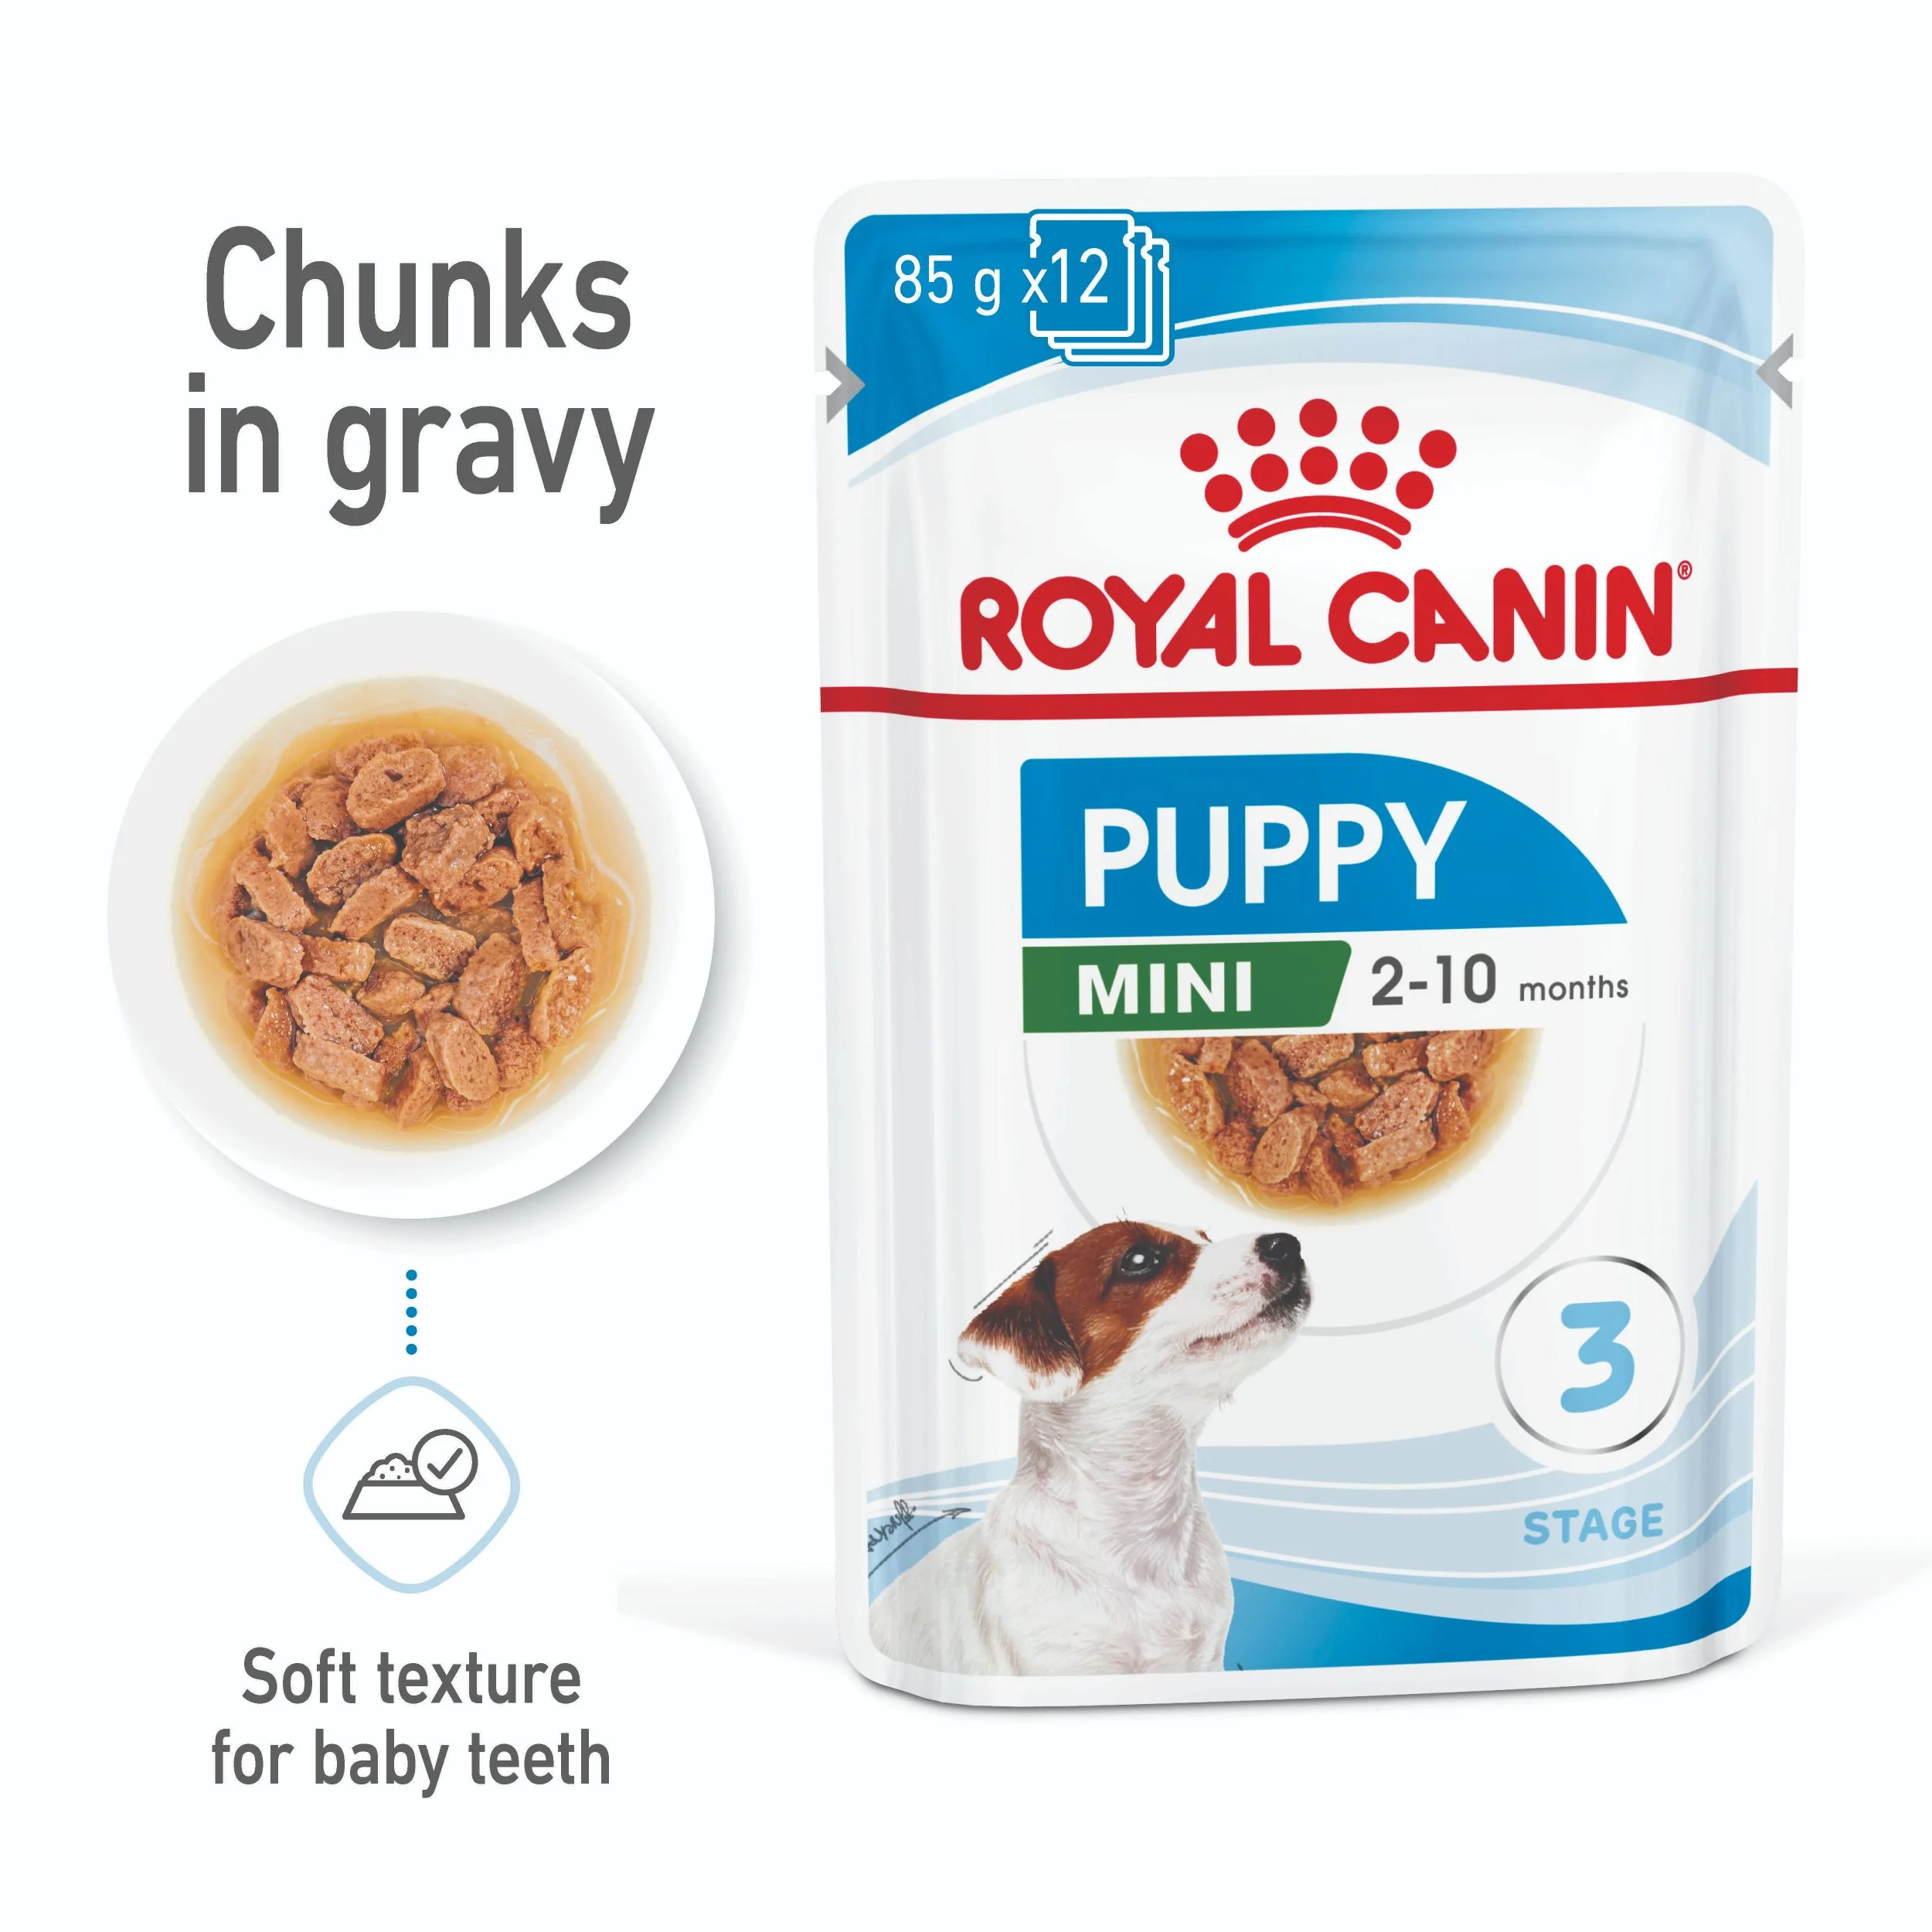 Chunks
in gravy
Soft texture
for baby teeth
85 g x12
ROYAL CANIN®
PUPPY
MINI 2-10 months
3
STAGE